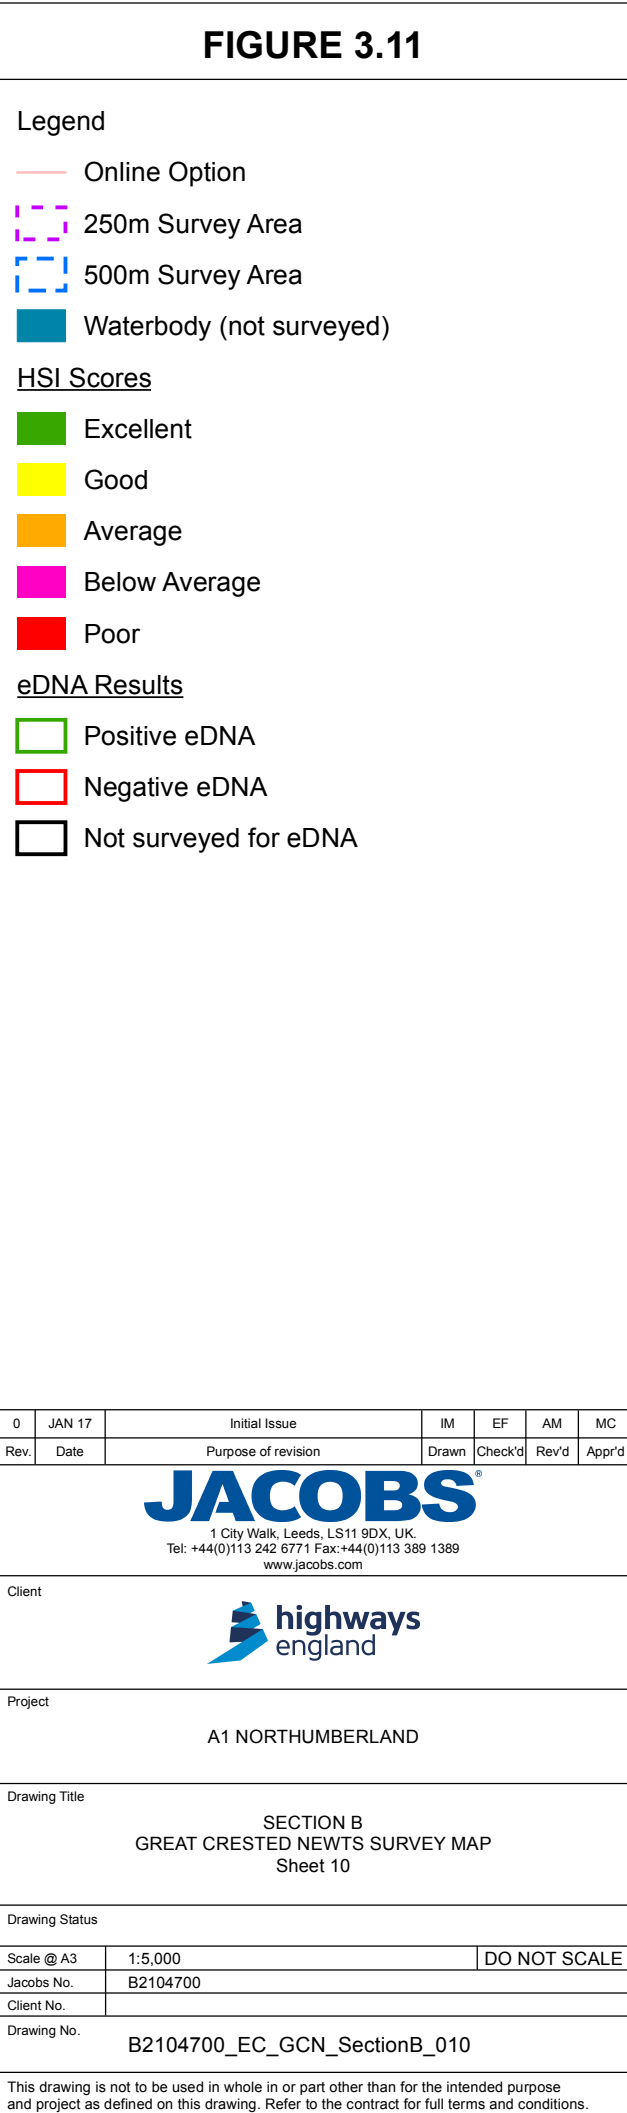 FIGURE 3.11
Legend
Online Option
250m Survey Area
500m Survey Area
Waterbody (not surveyed)
HSI Scores
Excellent
Good
Average
Below Average
Poor
eDNA Results
Positive eDNA
Negative eDNA
Not surveyed for eDNA
0 JAN 17 Initial Issue IM EF AM MC
Rev. Date Purpose of revision Drawn Check'd Rev'd Appr'd
JACOBS®
1 City Walk, Leeds, LS11 9DX, UK.
Tel: +44(0)113 242 6771 Fax:+44(0)113 389 1389
www.jacobs.com
Client
highways
england
Project
A1 NORTHUMBERLAND
Drawing Title
SECTION B
GREAT CRESTED NEWTS SURVEY MAP
Sheet 10
Drawing Status
Scale @ A3 1:5,000 DO NOT SCALE
Jacobs No. B2104700
Client No.
Drawing No. B2104700_EC_GCN_SectionB_010
This drawing is not to be used in whole in or part other than for the intended purpose
and project as defined on this drawing. Refer to the contract for full terms and conditions.